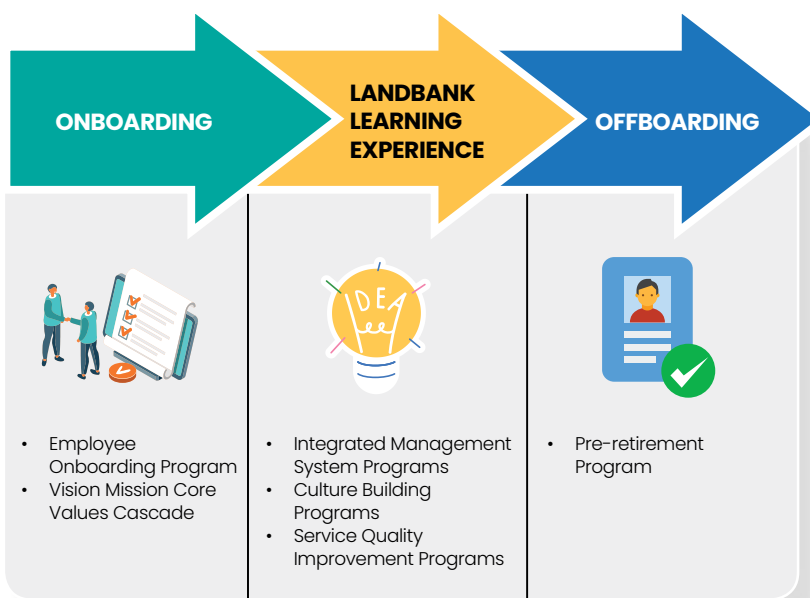 ONBOARDING
LANDBANK
LEARNING
EXPERIENCE
OFFBOARDING
IDEA
• Employee
Onboarding Program
• Vision Mission Core
Values Cascade
• Integrated Management
System Programs
• Culture Building
Programs
• Service Quality
Improvement Programs
• Pre-retirement
Program